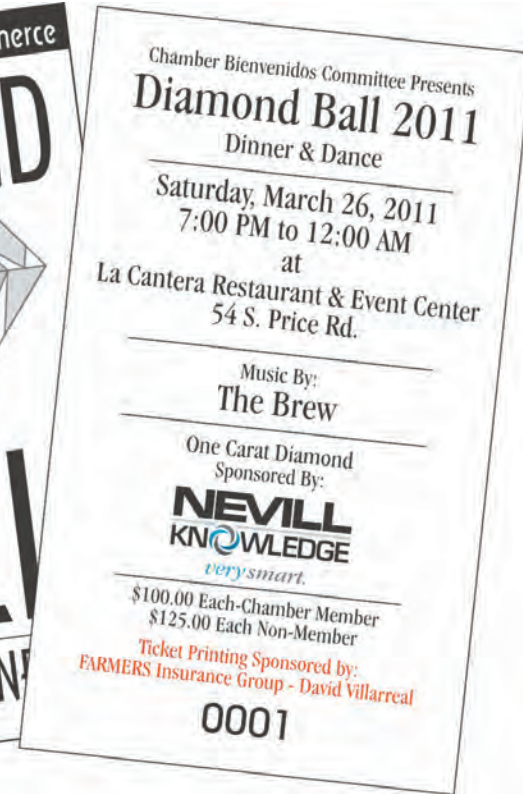 Chamber Bienvenidos Committee Presents
Diamond Ball 2011
Dinner & Dance
Saturday, March 26, 2011
7:00 PM to 12:00 AM
at
La Cantera Restaurant & Event Center
54 S. Price Rd.
Music By:
The Brew
One Carat Diamond
Sponsored By:
NEVILL
KNOWLEDGE
verysmart.
$100.00 Each-Chamber Member
$125.00 Each Non-Member
Ticket Printing Sponsored by:
FARMERS Insurance Group - David Villarreal
0001